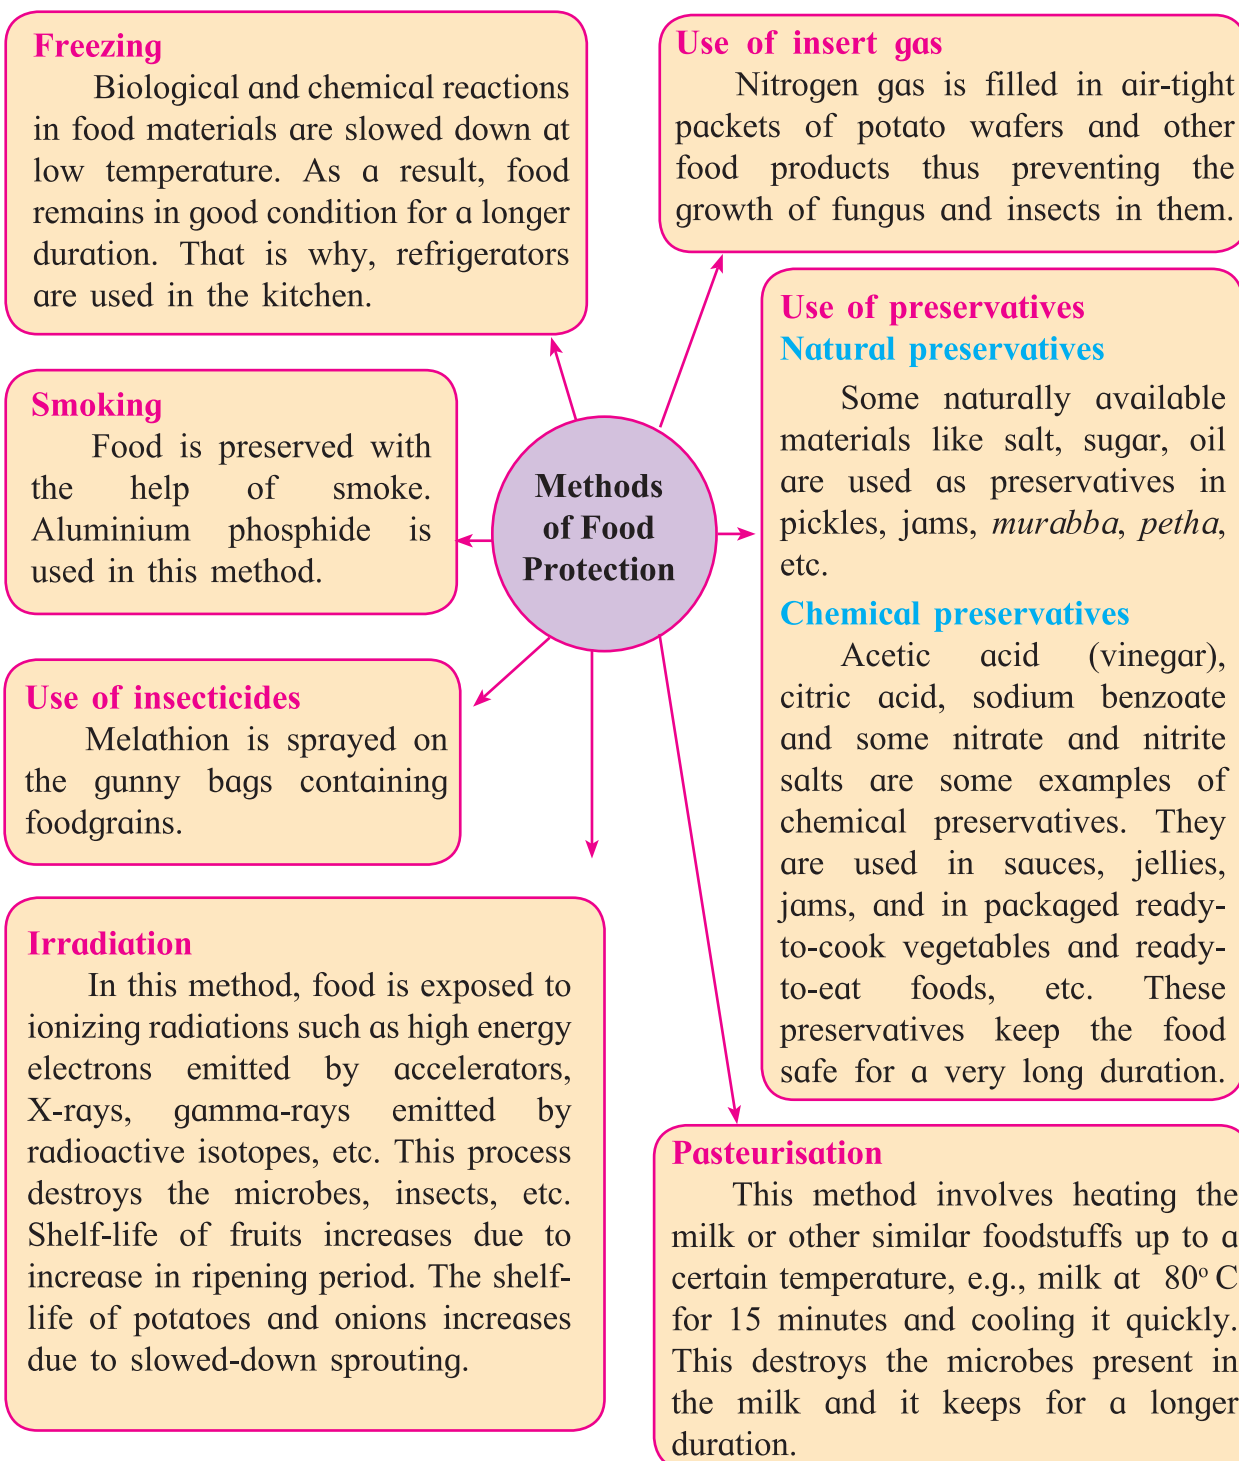 Freezing
Biological and chemical reactions
in food materials are slowed down at
low temperature. As a result, food
remains in good condition for a longer
duration. That is why, refrigerators
are used in the kitchen.
Use of insert gas
Nitrogen gas is filled in air-tight
packets of potato wafers and other
food products thus preventing the
growth of fungus and insects in them.
Smoking
Food is preserved with
the help of smoke.
Aluminium phosphide is
used in this method.
Methods
of Food
Protection
Use of preservatives
Natural preservatives
Some naturally available
materials like salt, sugar, oil
are used as preservatives in
pickles, jams, murabba, petha,
etc.
Chemical preservatives
Acetic acid (vinegar),
citric acid, sodium benzoate
and some nitrate and nitrite
salts are some examples of
chemical preservatives. They
are used in sauces, jellies,
jams, and in packaged ready-
to-cook vegetables and ready-
to-eat foods, etc. These
preservatives keep the food
safe for a very long duration.
Use of insecticides
Melathion is sprayed on
the gunny bags containing
foodgrains.
Irradiation
In this method, food is exposed to
ionizing radiations such as high energy
electrons emitted by accelerators,
X-rays, gamma-rays emitted by
radioactive isotopes, etc. This process
destroys the microbes, insects, etc.
Shelf-life of fruits increases due to
increase in ripening period. The shelf-
life of potatoes and onions increases
due to slowed-down sprouting.
Pasteurisation
This method involves heating the
milk or other similar foodstuffs up to a
certain temperature, e.g., milk at 80º C
for 15 minutes and cooling it quickly.
This destroys the microbes present in
the milk and it keeps for a longer
duration.